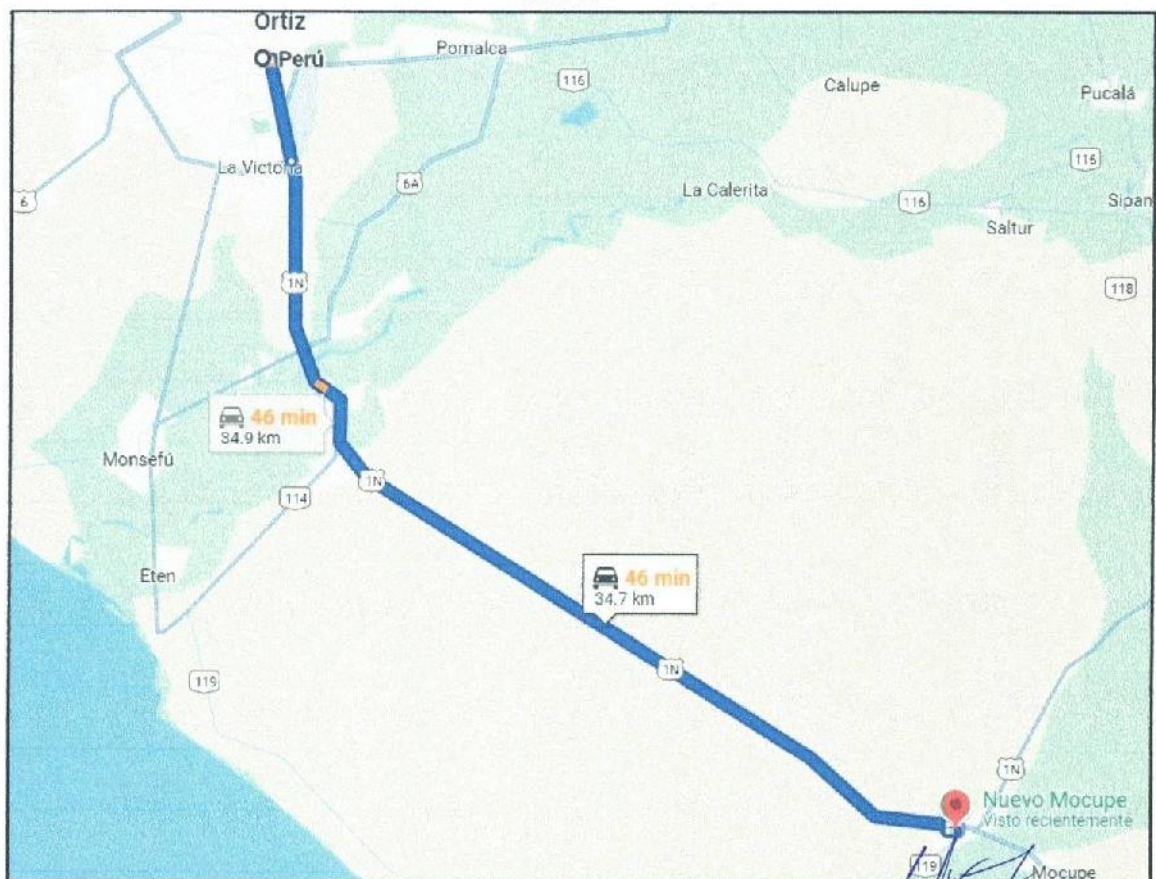 Ortiz
Perú
Pomalca
116
Calupe
Pucalá
La Victoria
6A
116
6
La Calerita
116
Sipan
Saltur
1N
118
46 min
34.9 km
Monsefú
1N
114
46 min
34.7 km
Eten
1N
119
1N
Nuevo Mocupe
Visto recientemente
119
Mocupe